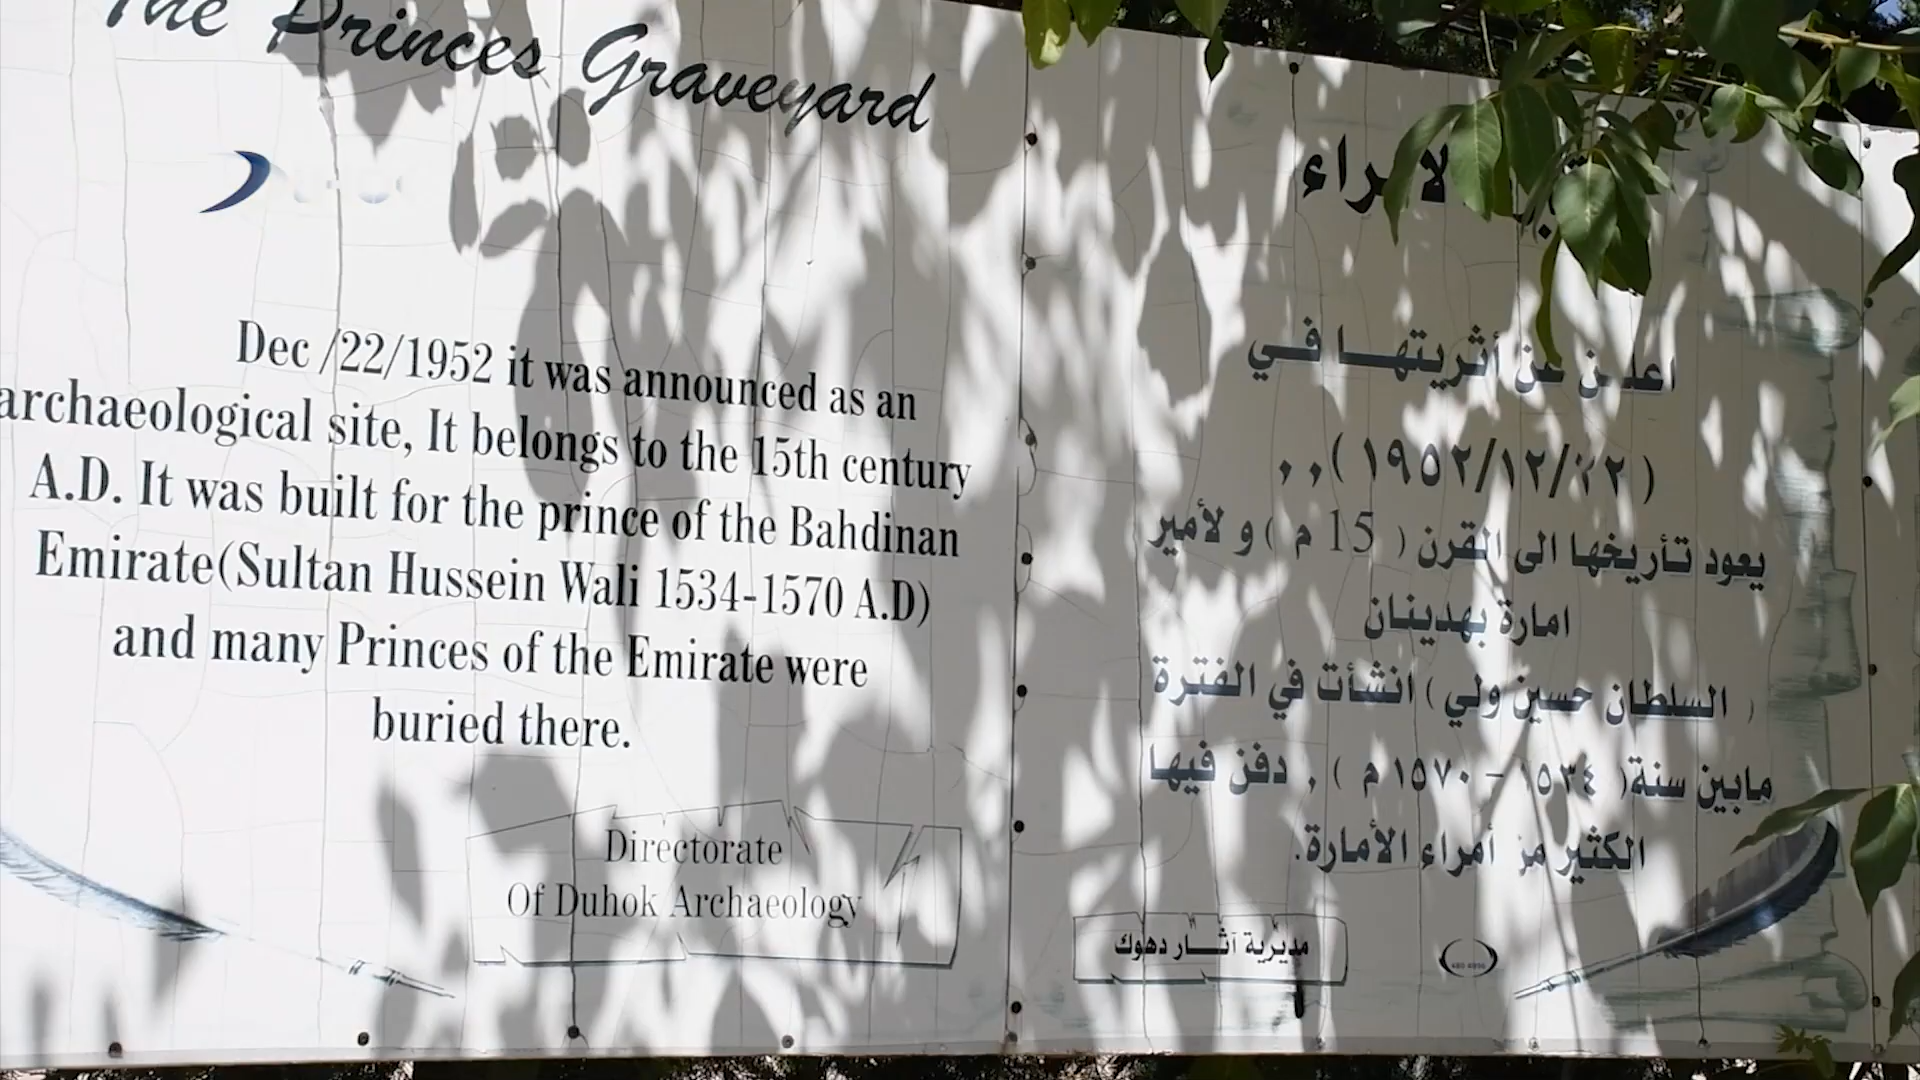 The Princes Graveyard
Dec /22/1952 it was announced as an
archaeological site, It belongs to the 15th century
A.D. It was built for the prince of the Bahdinan
Emirate(Sultan Hussein Wali 1534-1570 A.D)
and many Princes of the Emirate were
buried there.
Directorate
Of Duhok Archaeology
اعلن عن أثريتها في
(١٩٥٢/١٢/٢٢),,
يعود تأريخها الى القرن ( 15 م ) و لأمير
امارة بهدينان
( السلطان حسين ولي ) انشأت في الفترة
مابين سنة( ١٥٣٤ - ١٥٧٠ م ) , دفن فيها
الكثير من أمراء الأمارة.
مديرية آثار دهوك